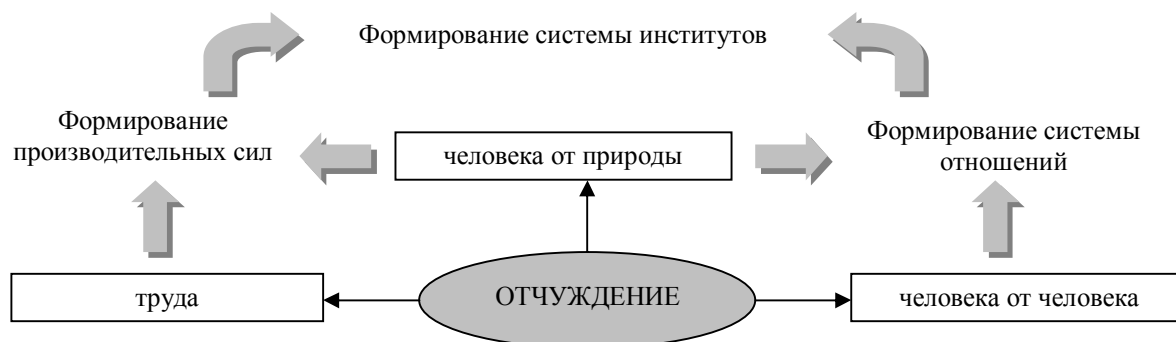 Формирование системы институтов
Формирование
производительных сил
человека от природы
Формирование системы
отношений
труда
ОТЧУЖДЕНИЕ
человека от человека